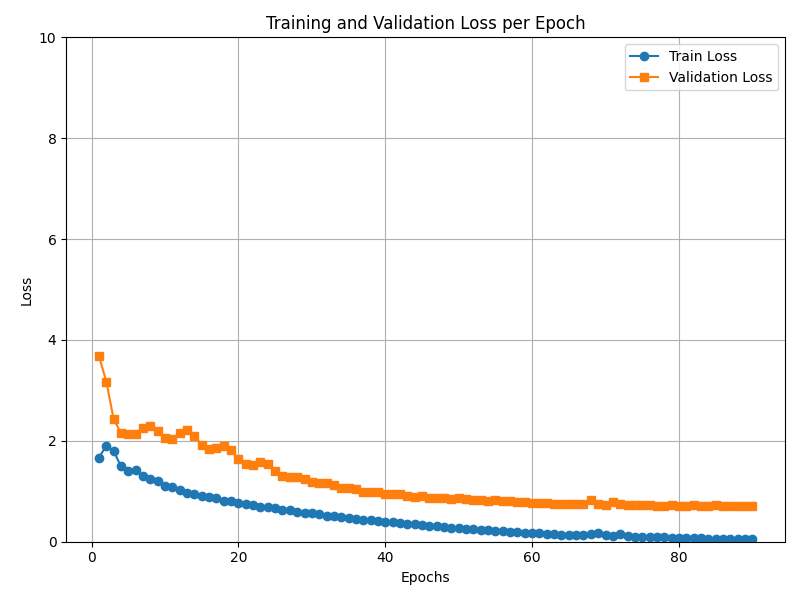 Training and Validation Loss per Epoch
Train Loss
Validation Loss
10
8
6
4
2
0
Loss
0 20 40 60 80
Epochs